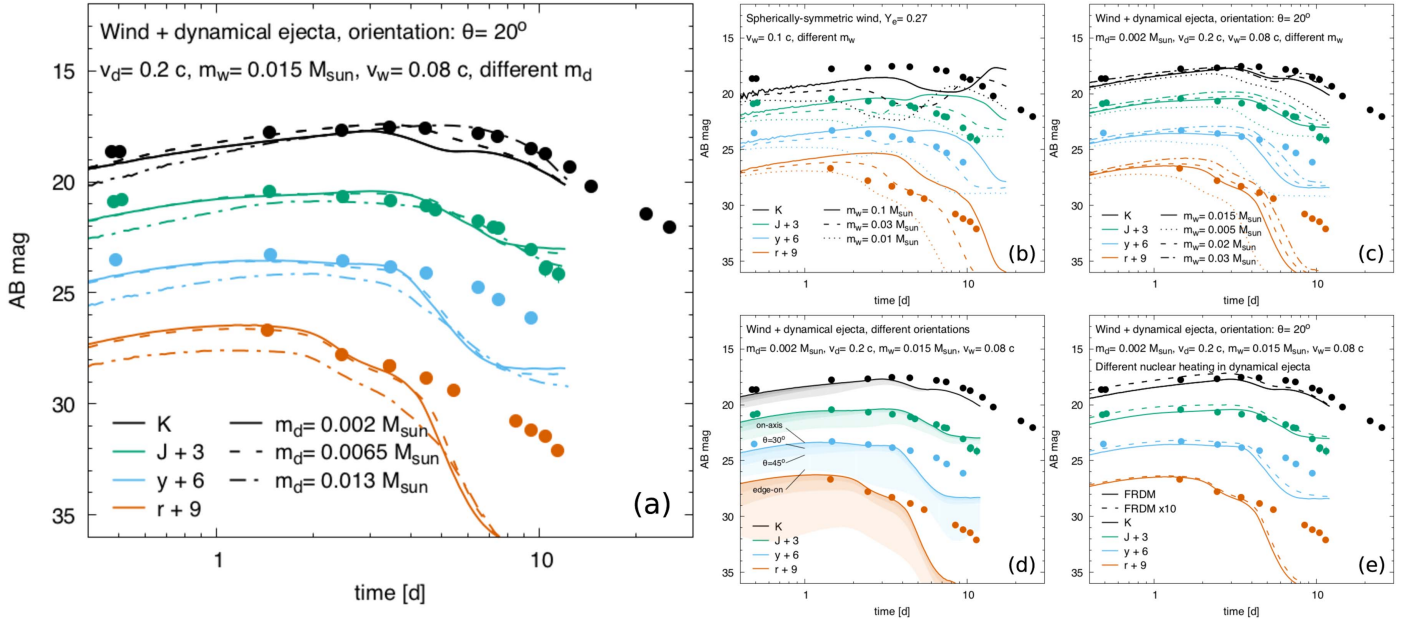 Wind + dynamical ejecta, orientation: θ= 20°
v_d= 0.2 c, m_w= 0.015 M_sun, v_w= 0.08 c, different m_d
15
20
25
30
35
AB mag
K
J + 3
y + 6
r + 9
m_d= 0.002 M_sun
m_d= 0.0065 M_sun
m_d= 0.013 M_sun
(a)
1
10
time [d]
Spherically-symmetric wind, Y_e= 0.27
v_w= 0.1 c, different m_w
15
20
25
30
35
AB mag
K
J + 3
y + 6
r + 9
m_w= 0.1 M_sun
m_w= 0.03 M_sun
m_w= 0.01 M_sun
(b)
1
10
time [d]
Wind + dynamical ejecta, orientation: θ= 20°
m_d= 0.002 M_sun, v_d= 0.2 c, v_w= 0.08 c, different m_w
15
20
25
30
35
AB mag
K
J + 3
y + 6
r + 9
m_w= 0.015 M_sun
m_w= 0.005 M_sun
m_w= 0.02 M_sun
m_w= 0.03 M_sun
(c)
1
10
time [d]
Wind + dynamical ejecta, different orientations
m_d= 0.002 M_sun, v_d= 0.2 c, m_w= 0.015 M_sun, v_w= 0.08 c
15
20
25
30
35
AB mag
on-axis
θ=30°
θ=45°
edge-on
K
J + 3
y + 6
r + 9
(d)
1
10
time [d]
Wind + dynamical ejecta, orientation: θ= 20°
m_d= 0.002 M_sun, v_d= 0.2 c, m_w= 0.015 M_sun, v_w= 0.08 c
Different nuclear heating in dynamical ejecta
15
20
25
30
35
AB mag
FRDM
FRDM x10
K
J + 3
y + 6
r + 9
(e)
1
10
time [d]